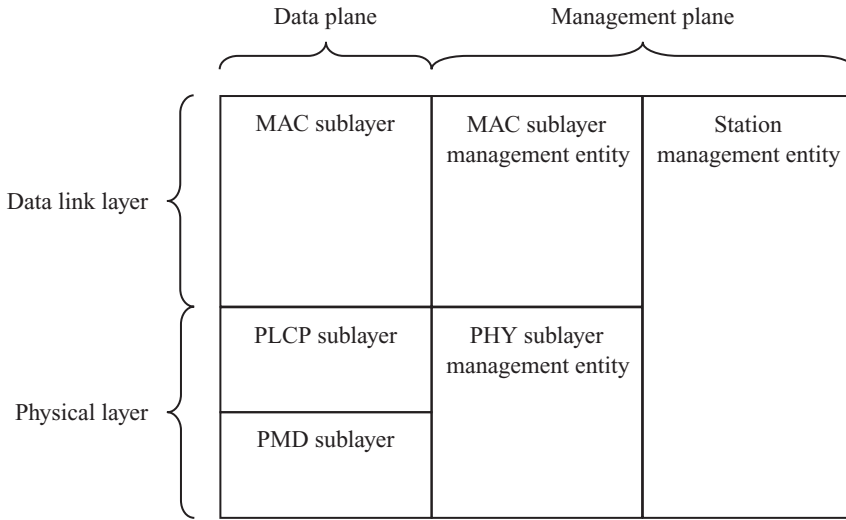 Data plane
Management plane
MAC sublayer
MAC sublayer
management entity
Station
management entity
Data link layer
PLCP sublayer
PHY sublayer
management entity
Physical layer
PMD sublayer